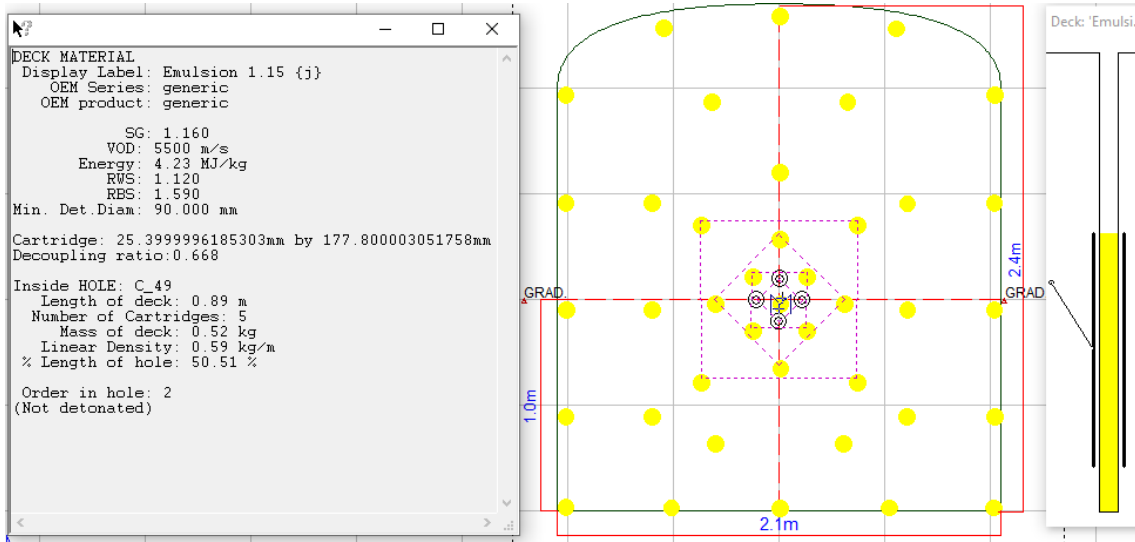 DECK MATERIAL
Display Label: Emulsion 1.15 {j}
OEM Series: generic
OEM product: generic
SG: 1.160
VOD: 5500 m/s
Energy: 4.23 MJ/kg
RWS: 1.120
RBS: 1.590
Min. Det.Diam: 90.000 mm
Cartridge: 25.3999996185303mm by 177.800003051758mm
Decoupling ratio:0.668
Inside HOLE: C_49
Length of deck: 0.89 m
Number of Cartridges: 5
Mass of deck: 0.52 kg
Linear Density: 0.59 kg/m
% Length of hole: 50.51 %
Order in hole: 2
(Not detonated)
GRAD.
GRAD
2.4m
1.0m
2.1m
Deck: 'Emulsi.